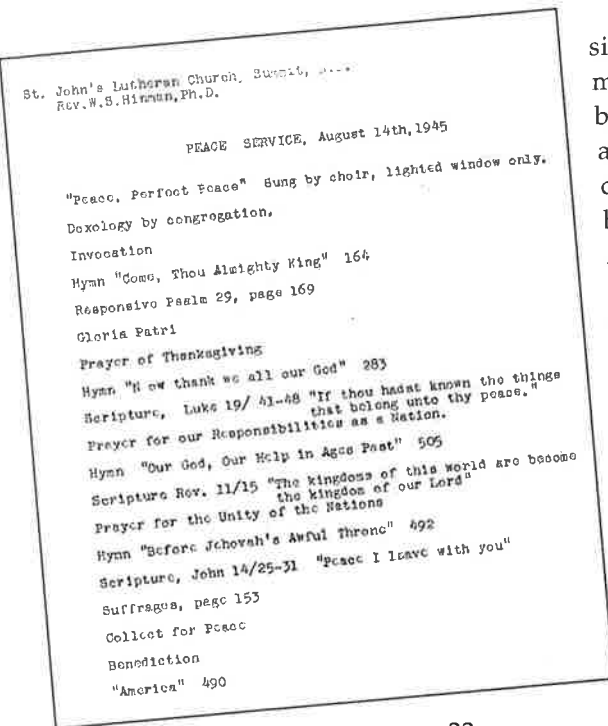 St. John's Lutheran Church, Summit,
Rev.W.S.Hinman,Ph.D.
PEACE SERVICE, August 14th,1945
"Peace, Perfect Peace" Sung by choir, lighted window only.
Doxology by congregation.
Invocation
Hymn "Come, Thou Almighty King" 164
Responsive Psalm 29, page 169
Gloria Patri
Prayer of Thanksgiving
Hymn "N ow thank we all our God" 283
Scripture, Luke 19/ 41-48 "If thou hadst known the things
that belong unto thy peace."
Prayer for our Responsibilities as a Nation.
Hymn "Our God, Our Help in Ages Past" 505
Scripture Rev. 11/15 "The kingdoms of this world are become
the kingdom of our Lord"
Prayer for the Unity of the Nations
Hymn "Before Jehovah's Awful Throne" 492
Scripture, John 14/25-31 "Peace I leave with you"
Suffrages, page 153
Collect for Peace
Benediction
"America" 490